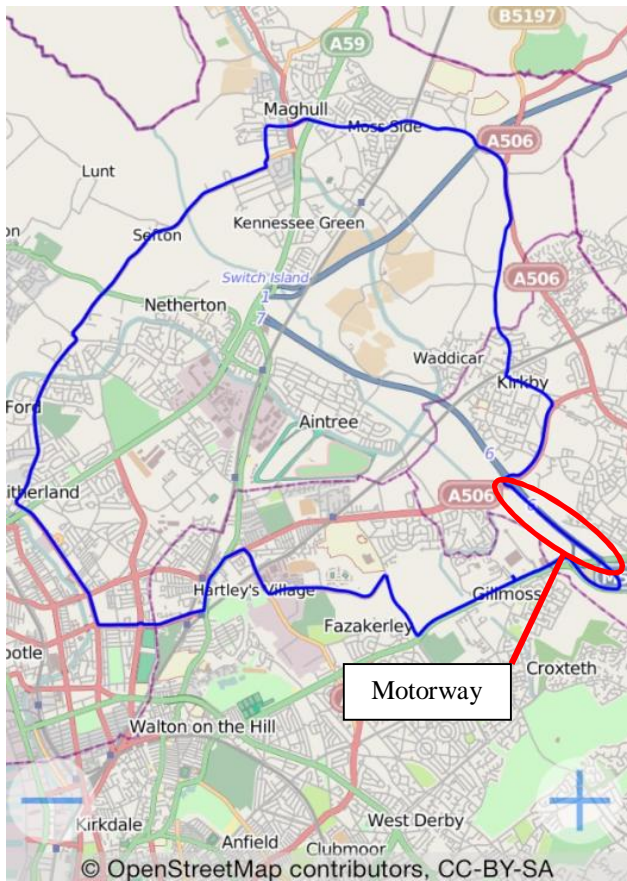 B5197
A59
Maghull
Moss Side
A506
Lunt
Kennessee Green
Sefton
A506
Switch Island
1
Netherton
7
Waddicar
Kirkby
Ford
Aintree
6
itherland
A506
6
Hartley's Village
Gillmoss
Fazakerley
M
ootle
Croxteth
Motorway
Walton on the Hill
West Derby
Kirkdale
Anfield
Clubmoor
© OpenStreetMap contributors, CC-BY-SA